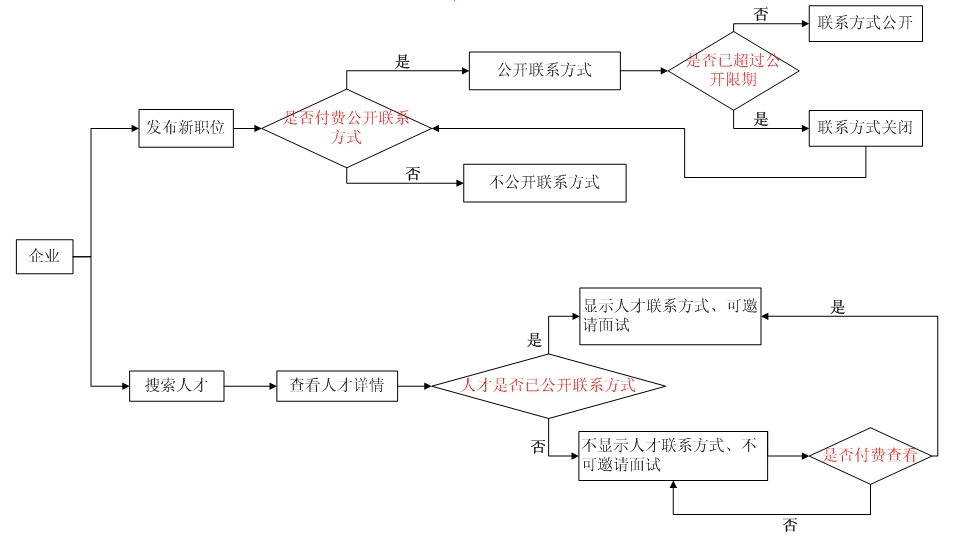 否
联系方式公开
是
公开联系方式
是否已超过公
开限期
发布新职位
是否付费公开联系
方式
是
联系方式关闭
否
不公开联系方式
企业
显示人才联系方式、可邀
请面试
是
是
搜索人才
查看人才详情
人才是否已公开联系方式
否
不显示人才联系方式、不
可邀请面试
是否付费查看
否